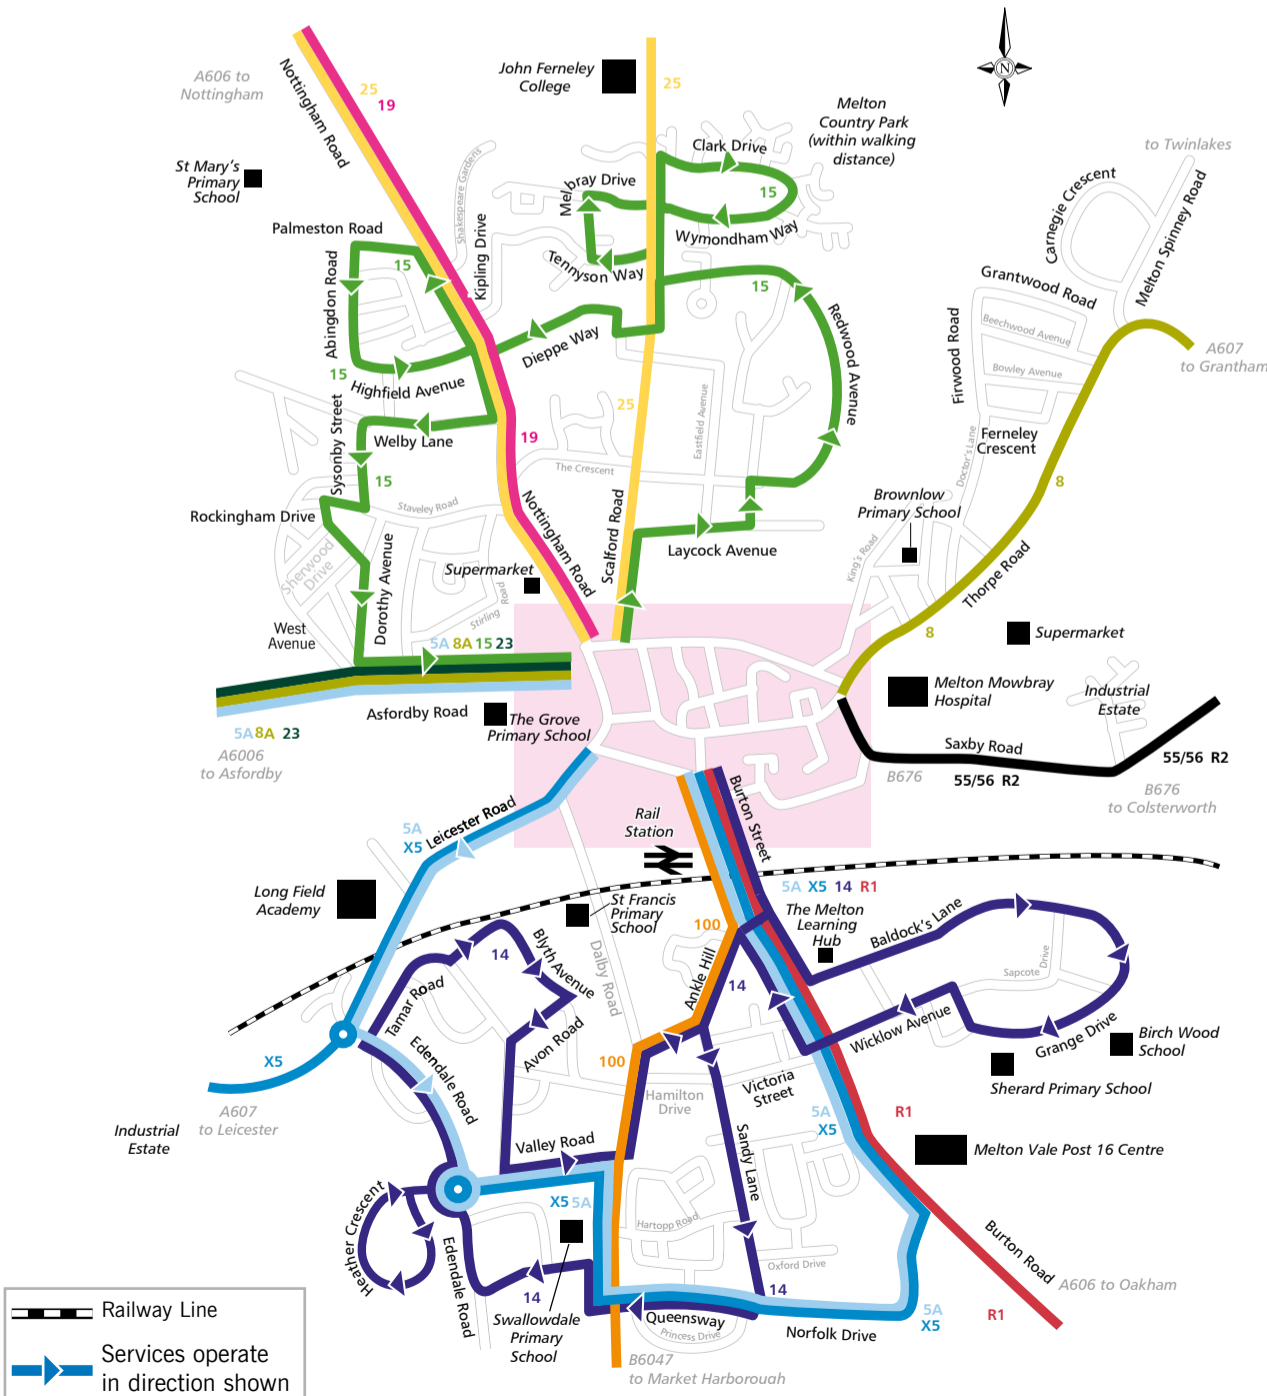 A606 to
Nottingham
Nottingham Road
25
19
John Ferneley
College
25
Melton
Country Park
(within walking
distance)
St Mary's
Primary
School
Shakespeare Gardens
Clark Drive
15
Melbray Drive
Wymondham Way
Tennyson Way
to Twinlakes
Carnegie Crescent
Melton Spinney Road
Palmeston Road
15
Abingdon Road
Kipling Drive
Dieppe Way
15
Redwood Avenue
Grantwood Road
Firwood Road
Beechwood Avenue
Bowley Avenue
A607
to Grantham
15
Highfield Avenue
Sysonby Street
Welby Lane
15
25
19
Eastfield Avenue
The Crescent
Doctor's Lane
Ferneley
Crescent
8
Rockingham Drive
Staveley Road
Nottingham Road
Scalford Road
Laycock Avenue
Brownlow
Primary School
King's Road
Thorpe Road
Sherwood
Drive
Dorothy Avenue
Supermarket
Stirling
Road
West
Avenue
5A 8A 15 23
8
Supermarket
Asfordby Road
The Grove
Primary School
5A 8A 23
A6006
to Asfordby
Melton Mowbray
Hospital
Industrial
Estate
Saxby Road
B676
55/56 R2
55/56 R2
B676
to Colsterworth
5A
X5
Leicester Road
Rail
Station
Burton Street
Long Field
Academy
St Francis
Primary
School
5A X5 14 R1
The Melton
Learning
Hub
100
Baldock's Lane
Sapcote
Drive
14
Blyth Avenue
Dalby Road
Ankle Hill
14
Tamar Road
Avon Road
Wicklow Avenue
Grange Drive
Birch Wood
School
Sherard Primary School
X5
A607
to Leicester
Edendale Road
100
Hamilton
Drive
Victoria
Street
5A
X5
R1
Industrial
Estate
Valley Road
Sandy Lane
Melton Vale Post 16 Centre
X5 5A
Heather Crescent
Hartopp Road
Oxford Drive
Burton Road
Edendale Road
14
14
A606 to Oakham
Swallowdale
Primary
School
Queensway
Princess Drive
Norfolk Drive
5A
X5
R1
B6047
to Market Harborough
Railway Line
Services operate
in direction shown
N